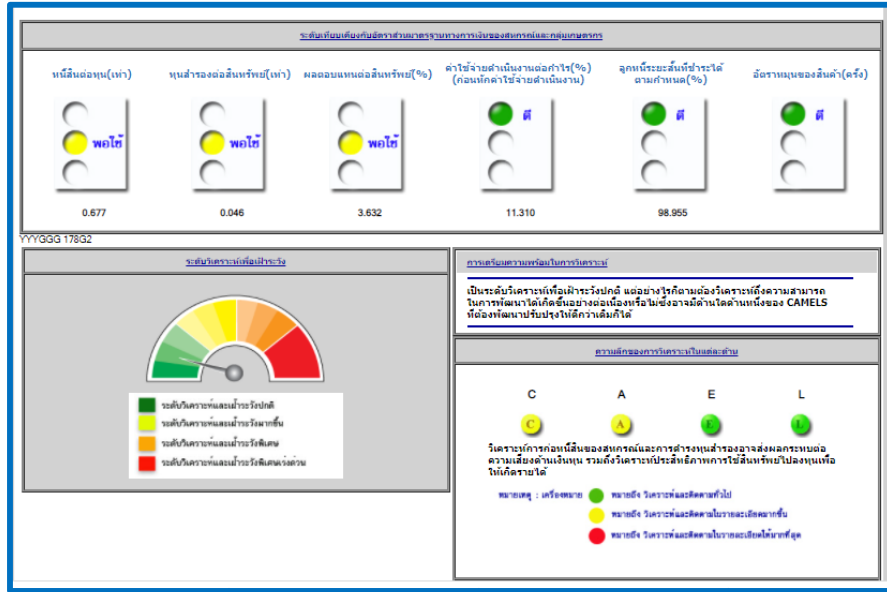 ระดับเทียบเคียงกับอัตราส่วนมาตรฐานทางการเงินของสหกรณ์และกลุ่มเกษตรกร
หนี้สินต่อทุน(เท่า)
ทุนสำรองต่อสินทรัพย์(เท่า)
ผลตอบแทนต่อสินทรัพย์(%)
ค่าใช้จ่ายดำเนินงานต่อกำไร(%)
(ก่อนหักค่าใช้จ่ายดำเนินงาน)
ลูกหนี้ระยะสั้นที่ชำระได้
ตามกำหนด(%)
อัตราหมุนของสินค้า(ครั้ง)
พอใช้
พอใช้
พอใช้
ดี
ดี
ดี
0.677
0.046
3.632
11.310
98.955
YYYGGG 178G2
ระดับวิเคราะห์เพื่อเฝ้าระวัง
ระดับวิเคราะห์และเฝ้าระวังปกติ
ระดับวิเคราะห์และเฝ้าระวังมากขึ้น
ระดับวิเคราะห์และเฝ้าระวังพิเศษ
ระดับวิเคราะห์และเฝ้าระวังพิเศษเร่งด่วน
การเตรียมความพร้อมในการวิเคราะห์
เป็นระดับวิเคราะห์เพื่อเฝ้าระวังปกติ แต่อย่างไรก็ตามต้องวิเคราะห์ถึงความสามารถ
ในการพัฒนาได้เกิดขึ้นอย่างต่อเนื่องหรือไม่ซึ่งอาจมีด้านใดด้านหนึ่งของ CAMELS
ที่ต้องพัฒนาปรับปรุงให้ดีกว่าเดิมก็ได้
ความลึกของการวิเคราะห์ในแต่ละด้าน
C A E L
C A E L
วิเคราะห์การก่อหนี้สินของสหกรณ์และการดำรงทุนสำรองอาจส่งผลกระทบต่อ
ความเสี่ยงด้านเงินทุน รวมถึงวิเคราะห์ประสิทธิภาพการใช้สินทรัพย์ไปลงทุนเพื่อ
ให้เกิดรายได้
หมายเหตุ : เครื่องหมาย หมายถึง วิเคราะห์และติดตามทั่วไป
หมายถึง วิเคราะห์และติดตามในรายละเอียดมากขึ้น
หมายถึง วิเคราะห์และติดตามในรายละเอียดให้มากที่สุด